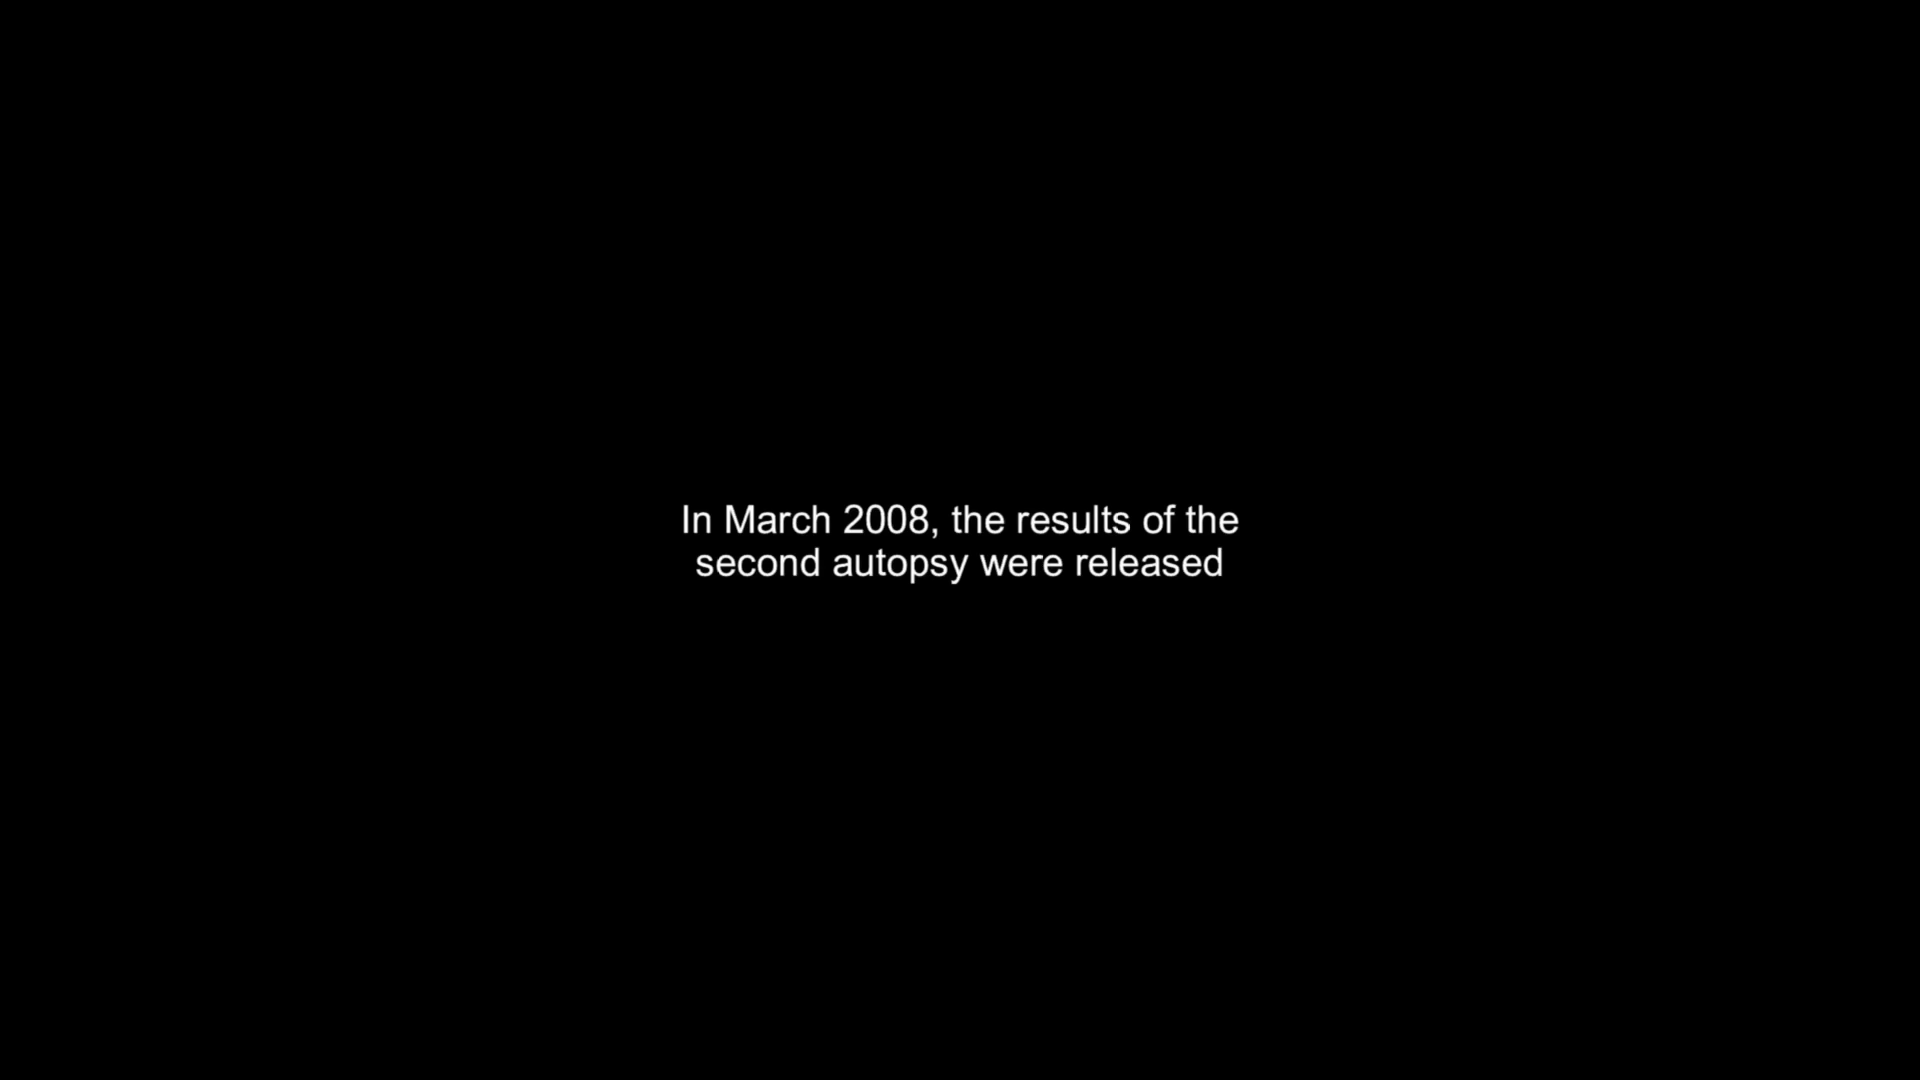 In March 2008, the results of the
second autopsy were released